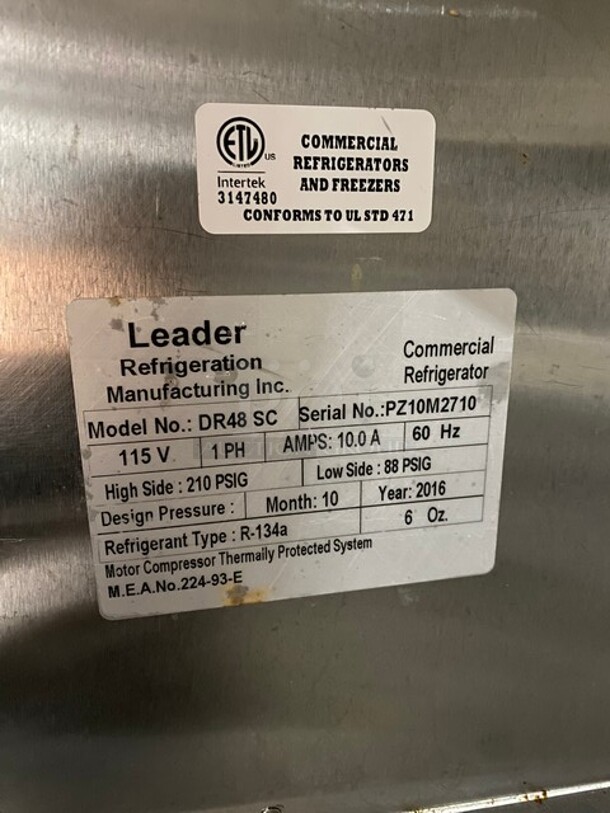 ETL
US
Intertek
3147480
COMMERCIAL
REFRIGERATORS
AND FREEZERS
CONFORMS TO UL STD 471
Leader
Refrigeration
Manufacturing Inc.
Commercial
Refrigerator
Model No.: DR48 SC Serial No.:PZ10M2710
115 V 1 PH AMPS: 10.0 A 60 Hz
High Side : 210 PSIG Low Side : 88 PSIG
Design Pressure : Month: 10 Year: 2016
Refrigerant Type : R-134a 6 Oz.
Motor Compressor Thermally Protected System
M.E.A.No.224-93-E